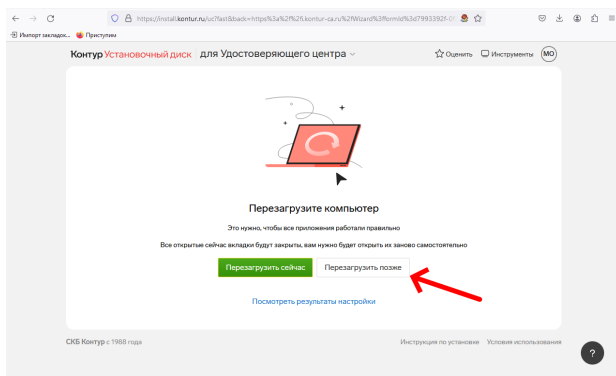 https://install.kontur.ru/uc?fast&back=https%3a%2f%2fi.kontur-ca.ru%2fWizard%3fformId%3d7993392f-0
Импорт закладок... Приступим
Контур Установочный диск для Удостоверяющего центра Оценить Инструменты МО
Перезагрузите компьютер
Это нужно, чтобы все приложения работали правильно
Все открытые сейчас вкладки будут закрыты, вам нужно будет открыть их заново самостоятельно
Перезагрузить сейчас Перезагрузить позже
Посмотреть результаты настройки
СКБ Контур с 1988 года Инструкция по установке Условия использования
?